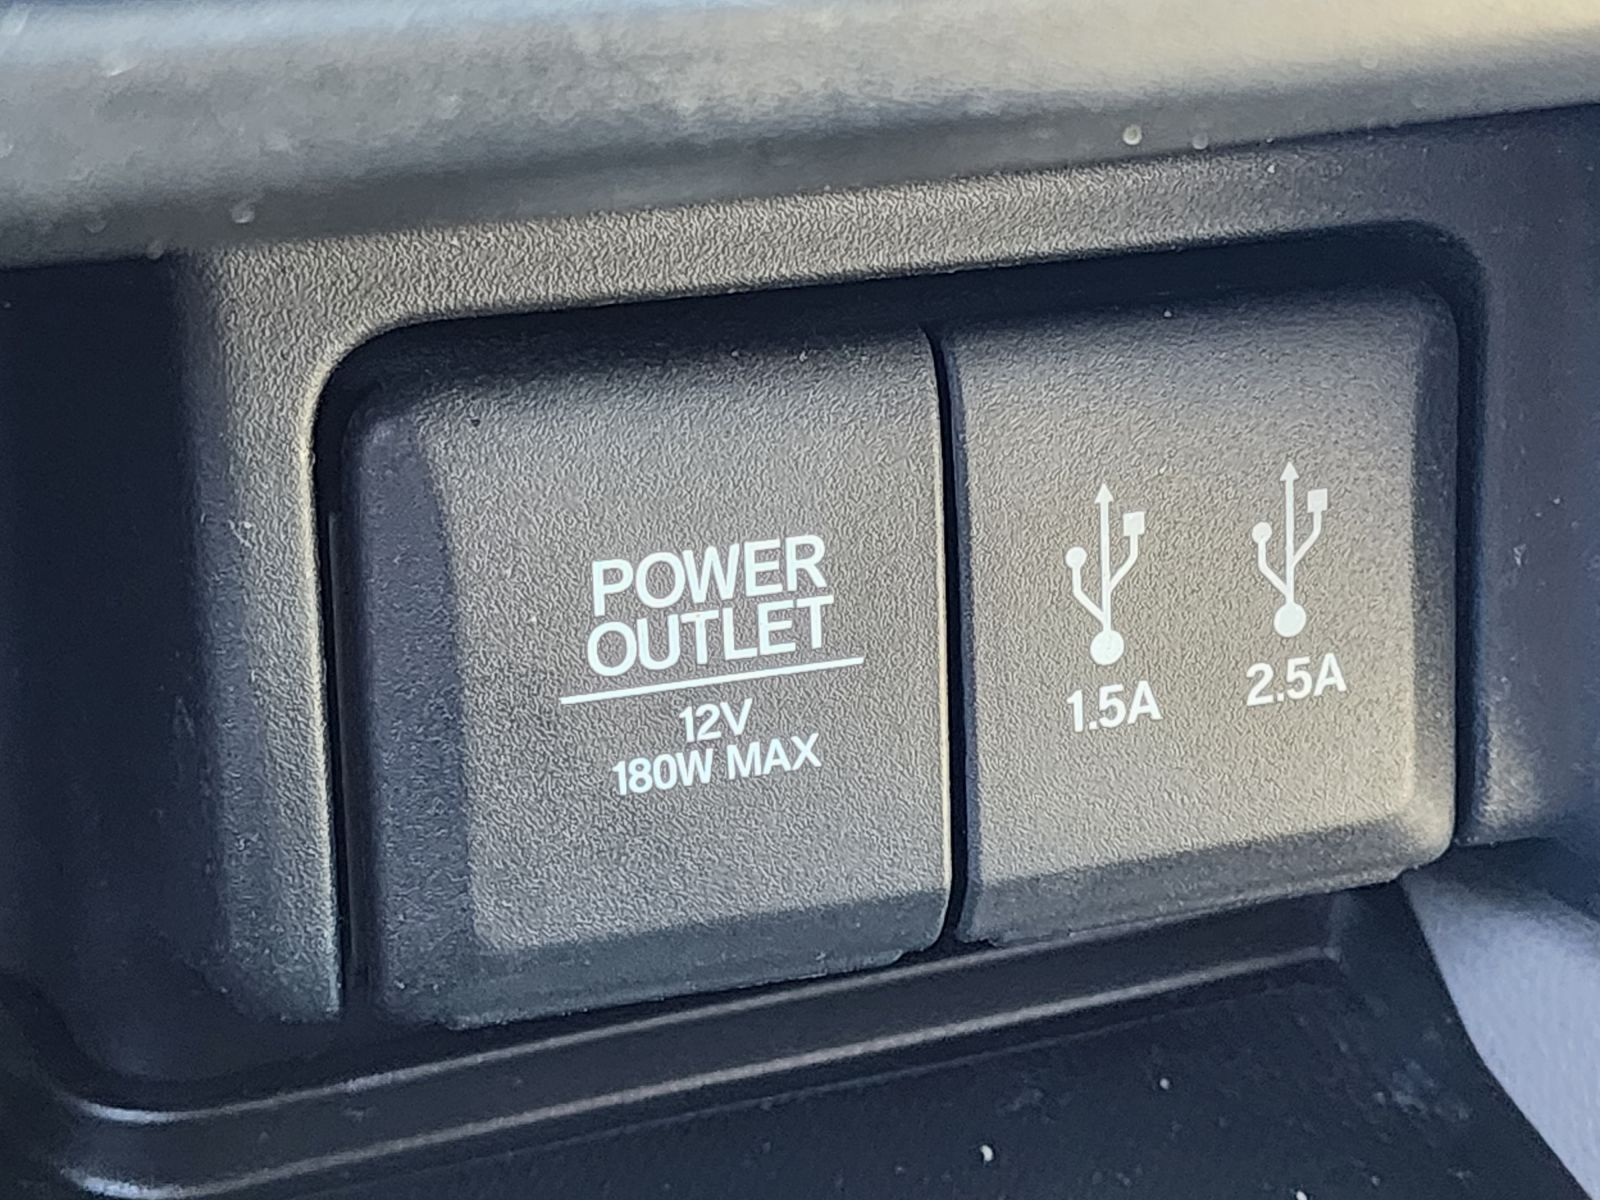 POWER
OUTLET
12V
180W MAX
1.5A
2.5A